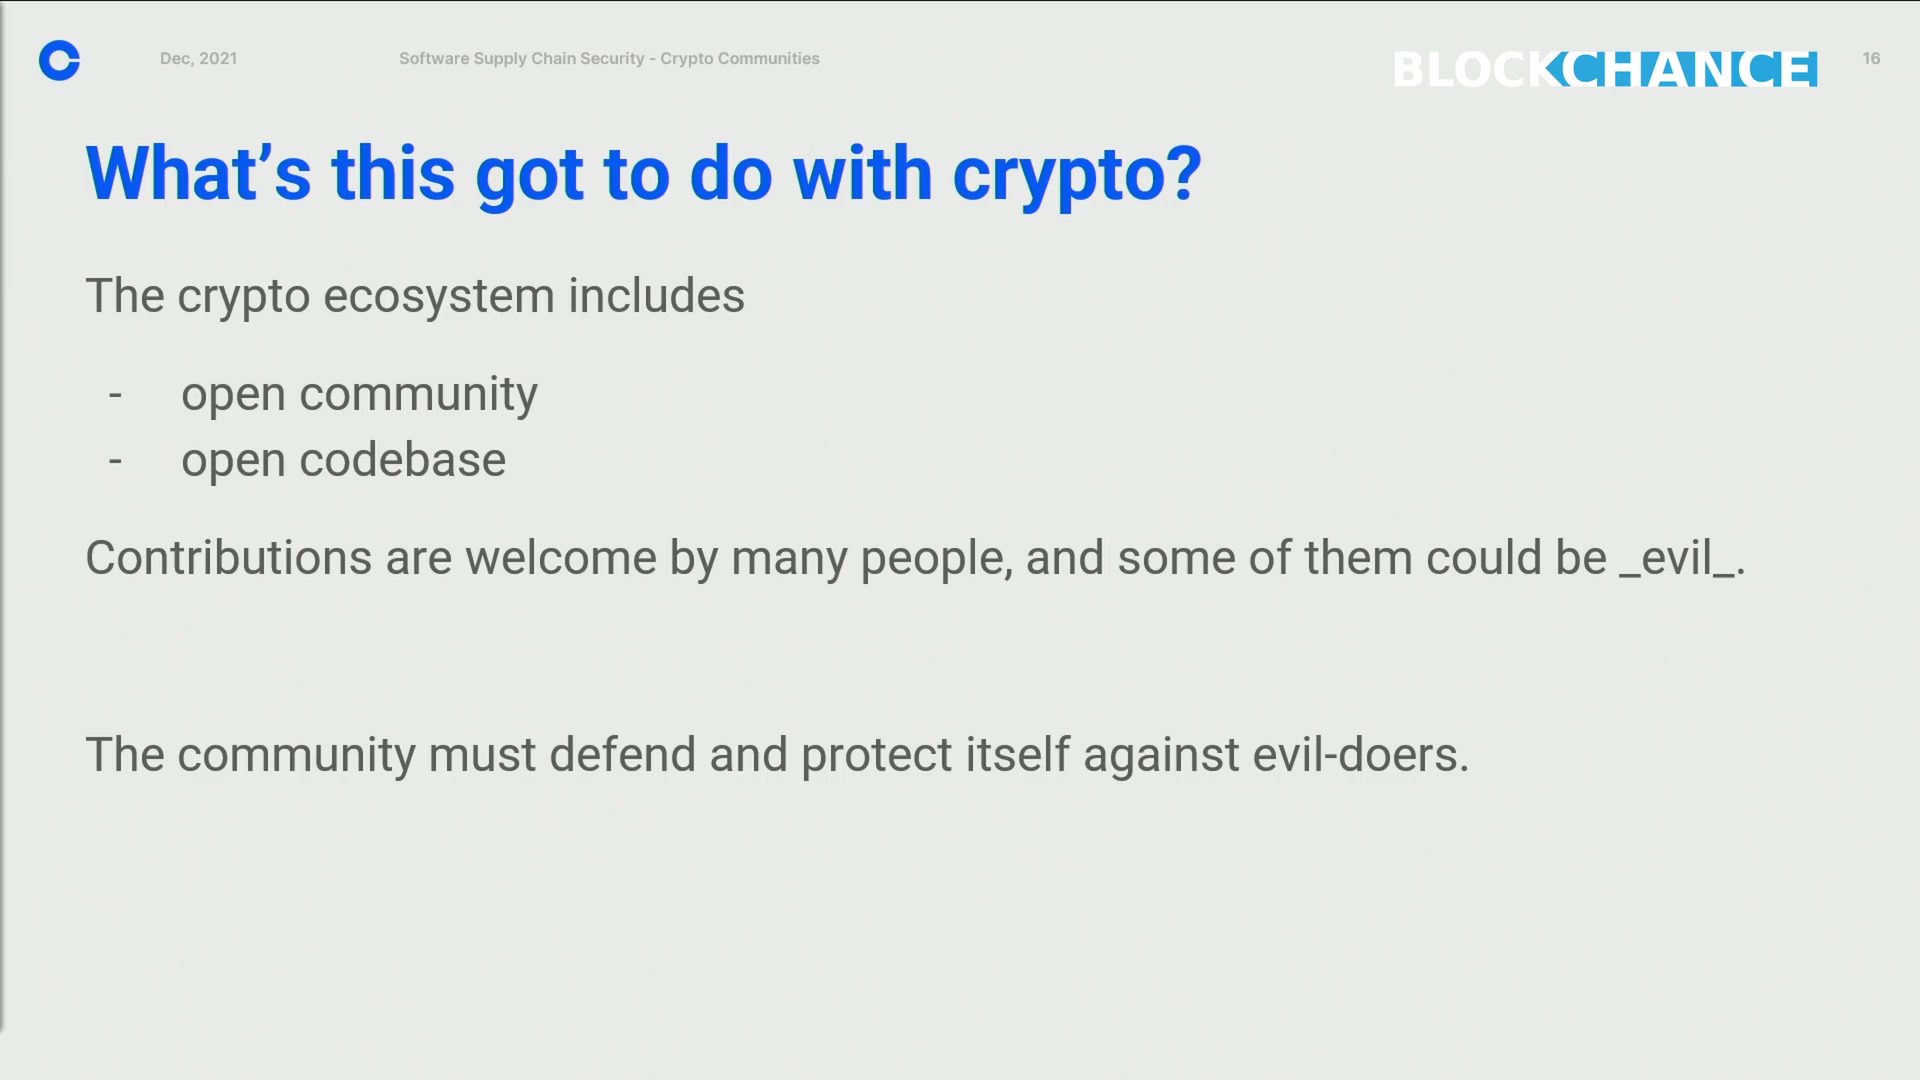 Dec, 2021
Software Supply Chain Security - Crypto Communities
BLOCKCHANCE
16
What’s this got to do with crypto?
The crypto ecosystem includes
- open community
- open codebase
Contributions are welcome by many people, and some of them could be _evil_.
The community must defend and protect itself against evil-doers.